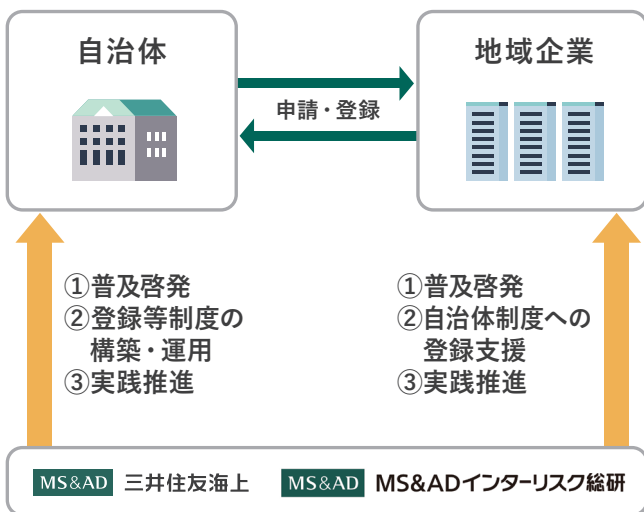 自治体
地域企業
申請・登録
①普及啓発
②登録等制度の
構築・運用
③実践推進
①普及啓発
②自治体制度への
登録支援
③実践推進
MS&AD 三井住友海上
MS&AD MS&ADインターリスク総研